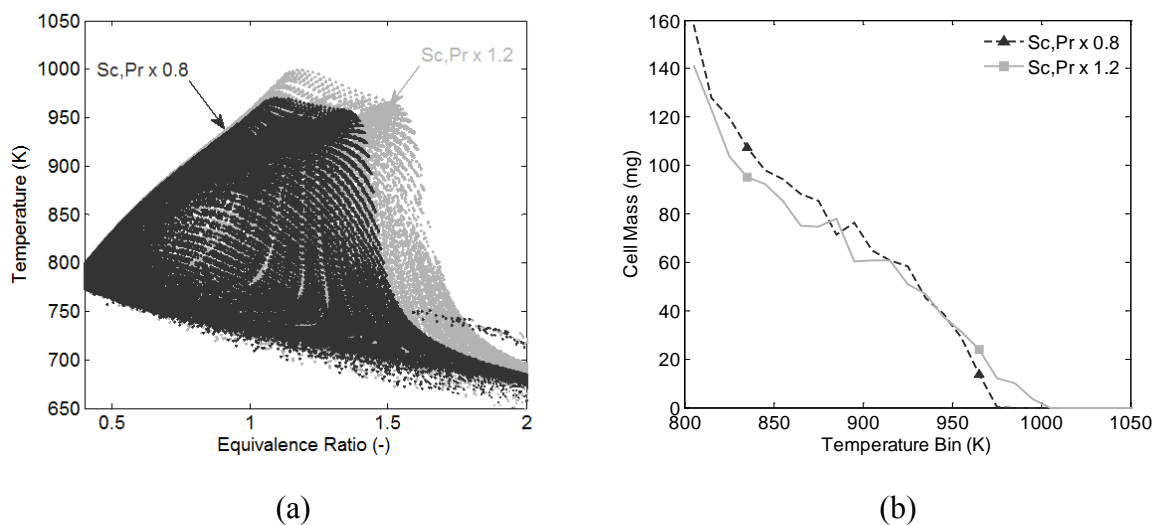 1050
1000
950
900
850
800
750
700
650
Temperature (K)
Sc,Pr x 0.8
Sc,Pr x 1.2
0.5
1
1.5
2
Equivalence Ratio (-)
(a)
160
140
120
100
80
60
40
20
0
Cell Mass (mg)
Sc,Pr x 0.8
Sc,Pr x 1.2
800
850
900
950
1000
1050
Temperature Bin (K)
(b)